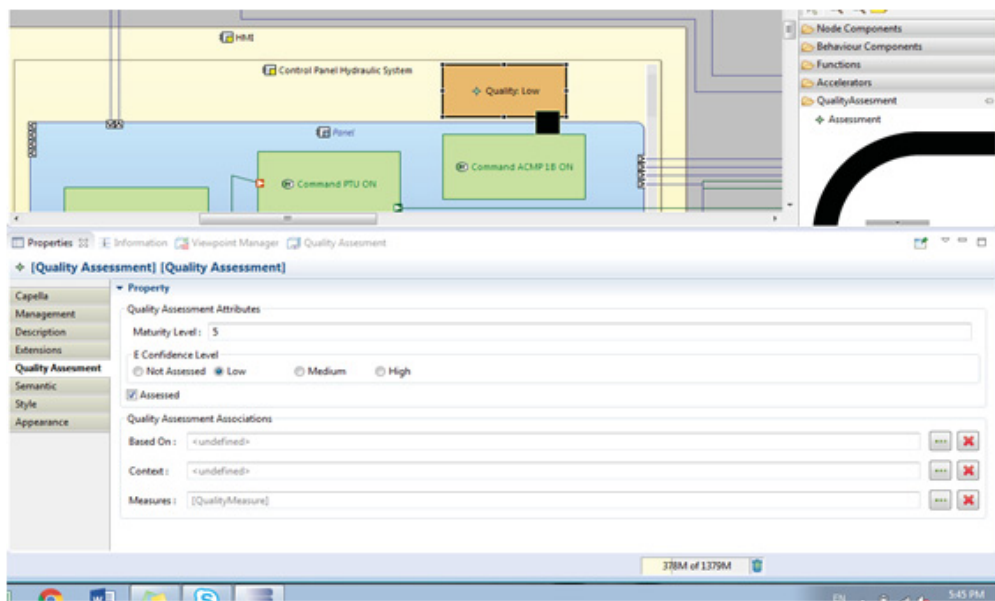 HMI
Control Panel Hydraulic System
Quality: Low
Panel
Command PTU ON
Command ACMP 1B ON
Node Components
Behaviour Components
Functions
Accelerators
QualityAssesment
Assessment
Properties Information Viewpoint Manager Quality Assesment
[Quality Assessment] [Quality Assessment]
Capella
Management
Description
Extensions
Quality Assesment
Semantic
Style
Appearance
Property
Quality Assessment Attributes
Maturity Level: 5
E Confidence Level
Not Assessed Low Medium High
Assessed
Quality Assessment Associations
Based On: <undefined>
Context: <undefined>
Measures: [QualityMeasure]
378M of 1379M
EN 5:45 PM